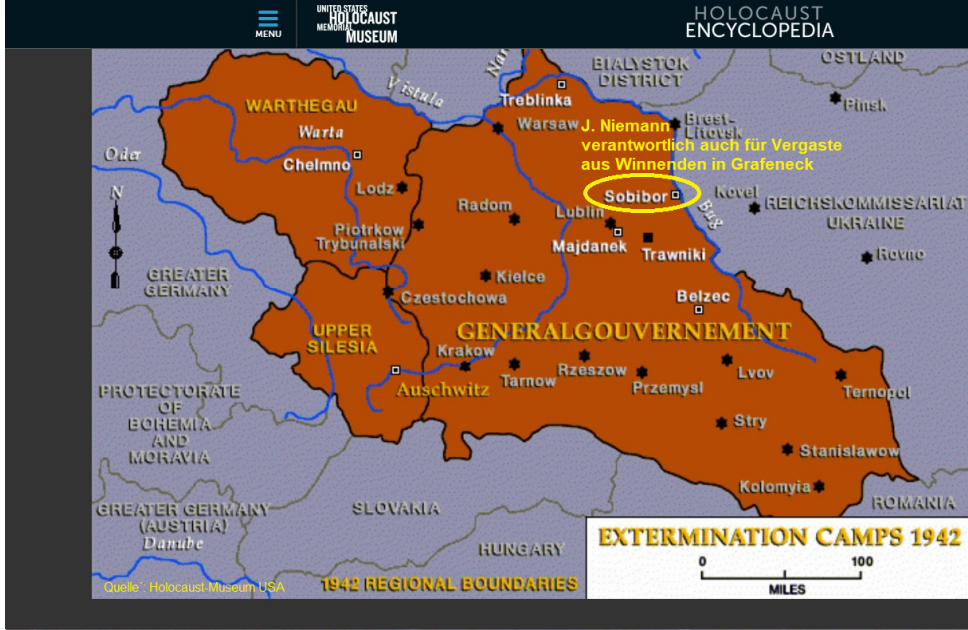 MENU
UNITED STATES
HOLOCAUST
MEMORIAL
MUSEUM
HOLOCAUST
ENCYCLOPEDIA
BIALYSTOK
DISTRICT
OSTLAND
Vistula
Nar
Treblinka
Pinsk
WARTHEGAU
Warsaw
J. Niemann
verantwortlich auch für Vergaste
aus Winnenden in Grafeneck
Brest-
Litovsk
Warta
Oder
Chelmno
N
Lodz
Sobibor
Kovel
REICHSKOMMISSARIAT
UKRAINE
Radom
Lublin
Bug
Piotrkow
Trybunalski
Majdanek
Trawniki
Rovno
GREATER
GERMANY
Kielce
Czestochowa
Belzec
UPPER
SILESIA
GENERALGOUVERNEMENT
Krakow
Auschwitz
Tarnow
Rzeszow
Przemysl
Lvov
Ternopol
PROTECTORATE
OF
BOHEMIA
AND
MORAVIA
Stry
Stanislawow
Kolomyia
GREATER GERMANY
(AUSTRIA)
Danube
SLOVAKIA
ROMANIA
HUNGARY
EXTERMINATION CAMPS 1942
0 100
MILES
Quelle : Holocaust-Museum USA
1942 REGIONAL BOUNDARIES